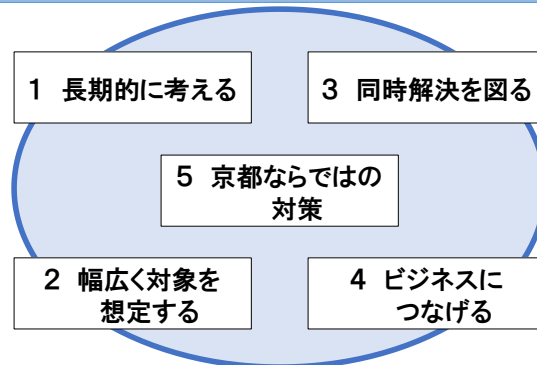 1 長期的に考える
3 同時解決を図る
5 京都ならではの
対策
2 幅広く対象を
想定する
4 ビジネスに
つなげる